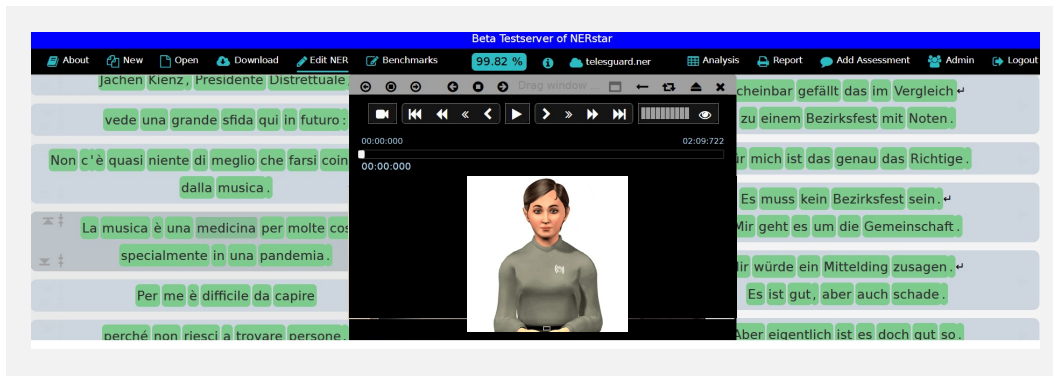 Beta Testserver of NERstar
About New Open Download Edit NER Benchmarks 99.82 % telesguard.ner Analysis Report Add Assessment Admin Logout
Jachen Kienz, Presidente Distrettuale
vede una grande sfida qui in futuro:
Non c'è quasi niente di meglio che farsi coin
dalla musica.
La musica è una medicina per molte cos
specialmente in una pandemia.
Per me è difficile da capire
perché non riesci a trovare persone.
Drag window ...
00:00:000 02:09:722
00:00:000
cheinbar gefällt das im Vergleich
zu einem Bezirksfest mit Noten.
ür mich ist das genau das Richtige.
Es muss kein Bezirksfest sein.
Mir geht es um die Gemeinschaft.
Mir würde ein Mittelding zusagen.
Es ist gut, aber auch schade.
Aber eigentlich ist es doch gut so.